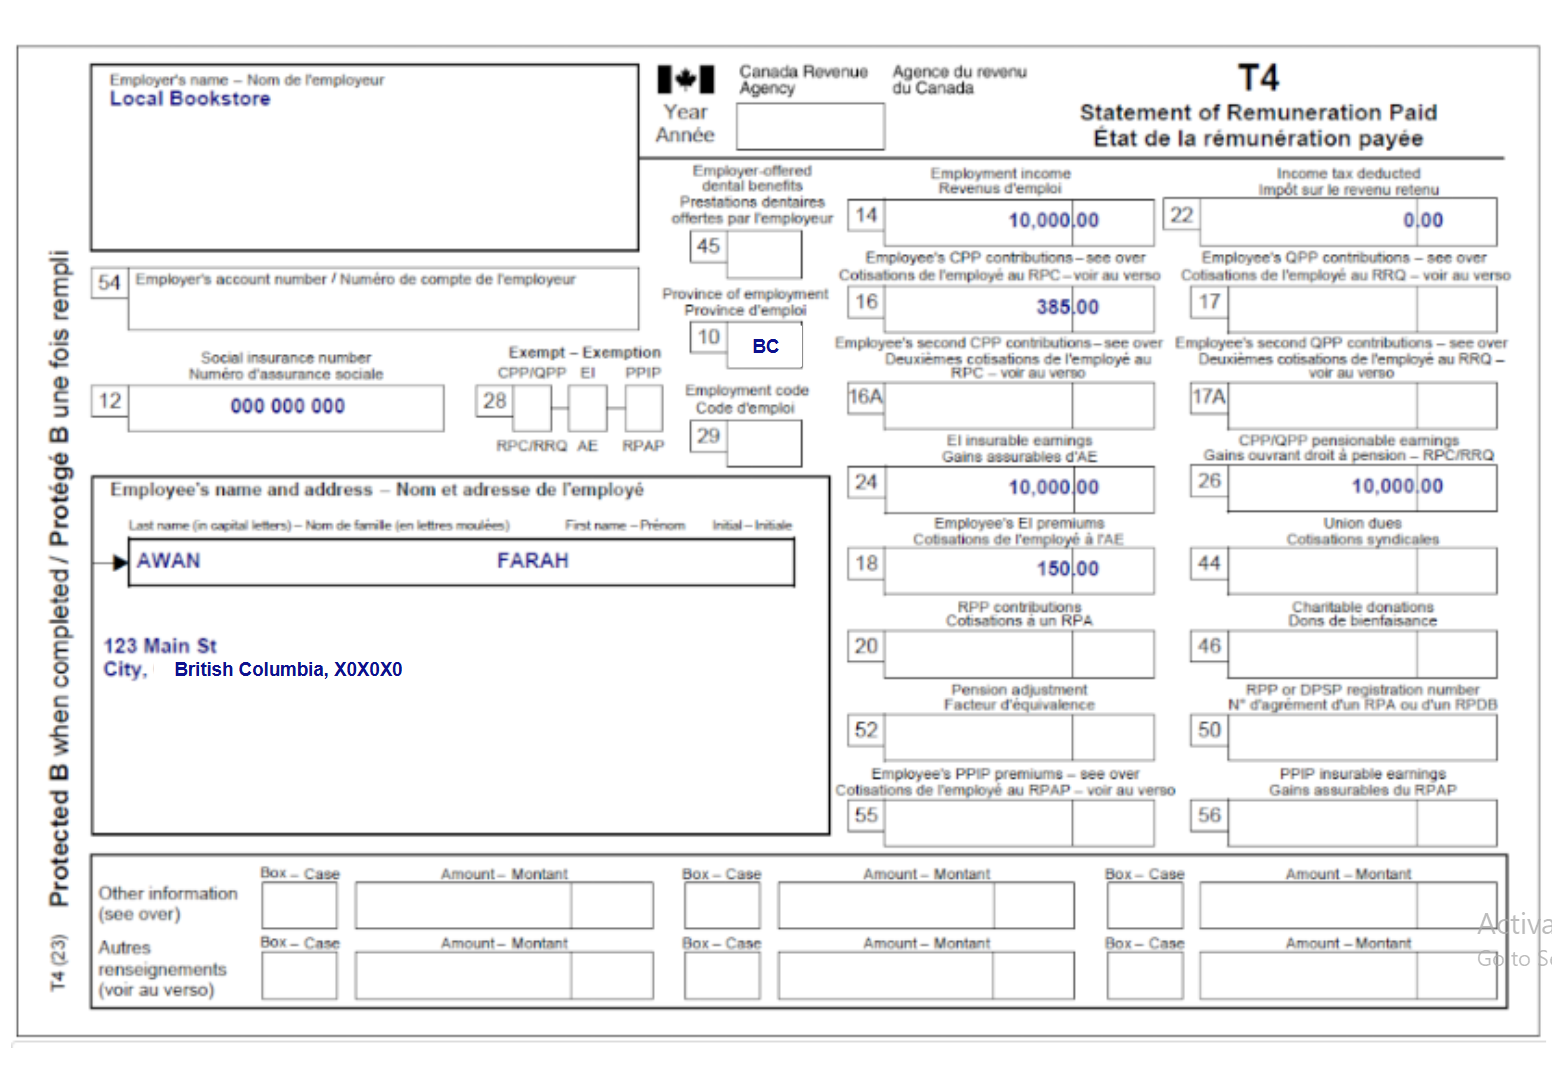 Employer's name – Nom de l'employeur
Local Bookstore
Canada Revenue Agency
Agence du revenu du Canada
Year
Année
T4
Statement of Remuneration Paid
État de la rémunération payée
Employer-offered
dental benefits
Prestations dentaires
offertes par l'employeur
45
Employment income
Revenus d'emploi
14 10,000.00
Income tax deducted
Impôt sur le revenu retenu
22 0.00
54 Employer's account number / Numéro de compte de l'employeur
Province of employment
Province d'emploi
10 BC
Employee's CPP contributions – see over
Cotisations de l'employé au RPC – voir au verso
16 385.00
Employee's QPP contributions – see over
Cotisations de l'employé au RRQ – voir au verso
17
Social insurance number
Numéro d'assurance sociale
12 000 000 000
Exempt – Exemption
CPP/QPP EI PPIP
28
RPC/RRQ AE RPAP
Employment code
Code d'emploi
29
Employee's second CPP contributions – see over
Deuxièmes cotisations de l'employé au
RPC – voir au verso
16A
Employee's second QPP contributions – see over
Deuxièmes cotisations de l'employé au RRQ –
voir au verso
17A
EI insurable earnings
Gains assurables d'AE
24 10,000.00
CPP/QPP pensionable earnings
Gains ouvrant droit à pension – RPC/RRQ
26 10,000.00
Employee's name and address – Nom et adresse de l'employé
Last name (in capital letters) – Nom de famille (en lettres moulées) First name – Prénom Initial – Initiale
AWAN FARAH
123 Main St
City, British Columbia, X0X0X0
Employee's EI premiums
Cotisations de l'employé à l'AE
18 150.00
Union dues
Cotisations syndicales
44
RPP contributions
Cotisations à un RPA
20
Charitable donations
Dons de bienfaisance
46
Pension adjustment
Facteur d'équivalence
52
RPP or DPSP registration number
N° d'agrément d'un RPA ou d'un RPDB
50
Employee's PPIP premiums – see over
Cotisations de l'employé au RPAP – voir au verso
55
PPIP insurable earnings
Gains assurables du RPAP
56
Box – Case Amount – Montant Box – Case Amount – Montant Box – Case Amount – Montant
Other information
(see over)
Box – Case Amount – Montant Box – Case Amount – Montant Box – Case Amount – Montant
Autres
renseignements
(voir au verso)
T4 (23) Protected B when completed / Protégé B une fois rempli
Activa
Go to S